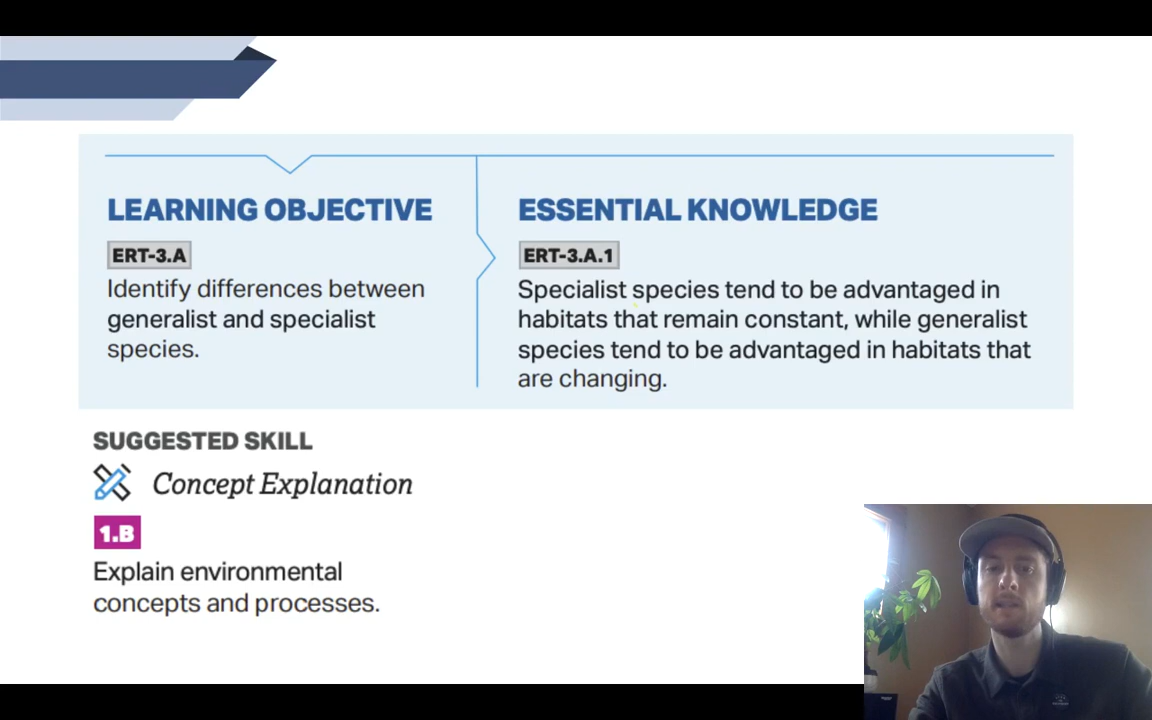 LEARNING OBJECTIVE
ERT-3.A
Identify differences between
generalist and specialist
species.
ESSENTIAL KNOWLEDGE
ERT-3.A.1
Specialist species tend to be advantaged in
habitats that remain constant, while generalist
species tend to be advantaged in habitats that
are changing.
SUGGESTED SKILL
Concept Explanation
1.B
Explain environmental
concepts and processes.